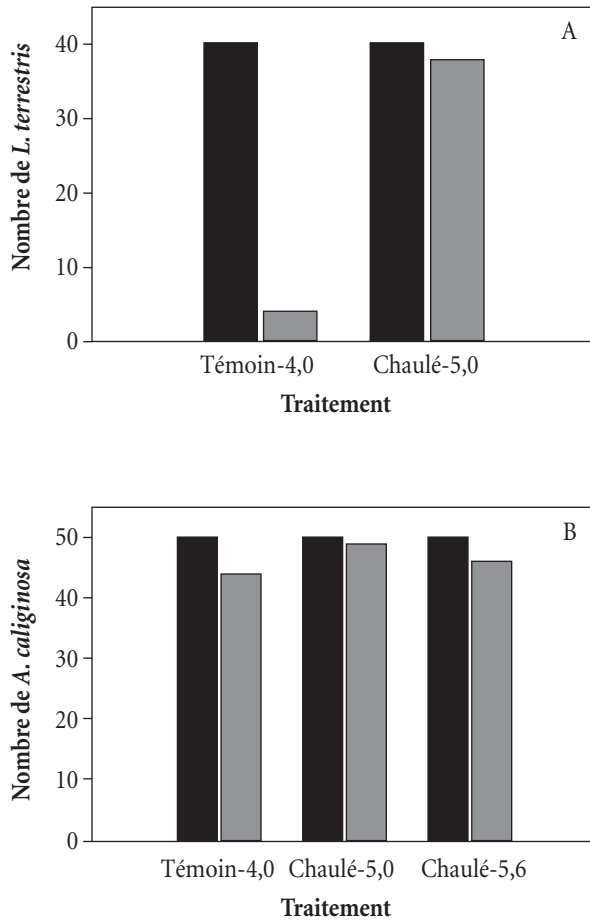 A
40
30
20
10
0
Nombre de L. terrestris
Témoin-4,0 Chaulé-5,0
Traitement
B
50
40
30
20
10
0
Nombre de A. caliginosa
Témoin-4,0 Chaulé-5,0 Chaulé-5,6
Traitement